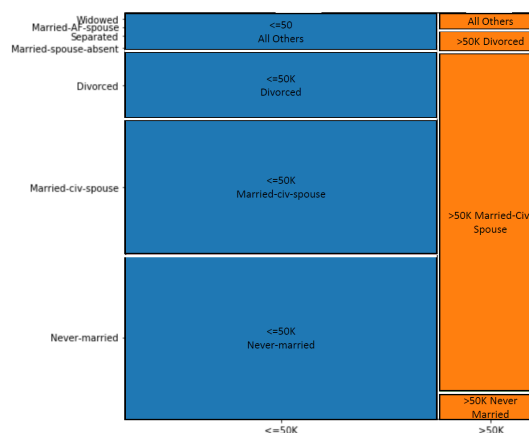 Widowed
Married-AF-spouse
Separated
Married-spouse-absent
Divorced
Married-civ-spouse
Never-married
<=50
All Others
<=50K
Divorced
<=50K
Married-civ-spouse
<=50K
Never-married
All Others
>50K Divorced
>50K Married-Civ
Spouse
>50K Never
Married
<=50K
>50K